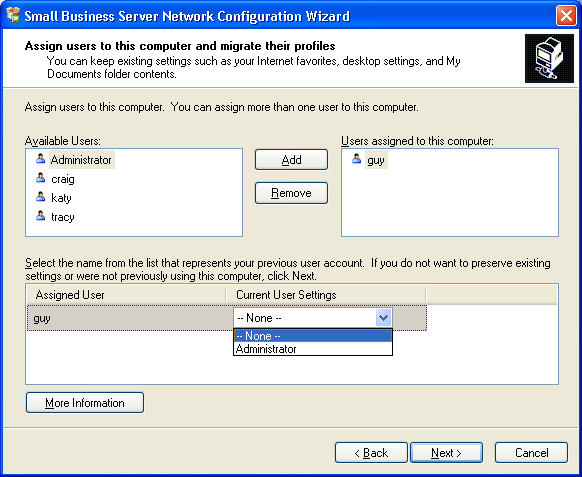 Small Business Server Network Configuration Wizard
Assign users to this computer and migrate their profiles
You can keep existing settings such as your Internet favorites, desktop settings, and My
Documents folder contents.
Assign users to this computer. You can assign more than one user to this computer.
Available Users:
Users assigned to this computer:
Administrator
craig
katy
tracy
Add
Remove
guy
Select the name from the list that represents your previous user account. If you do not want to preserve existing
settings or were not previously using this computer, click Next.
Assigned User
Current User Settings
guy
-- None --
-- None --
Administrator
More Information
< Back
Next >
Cancel